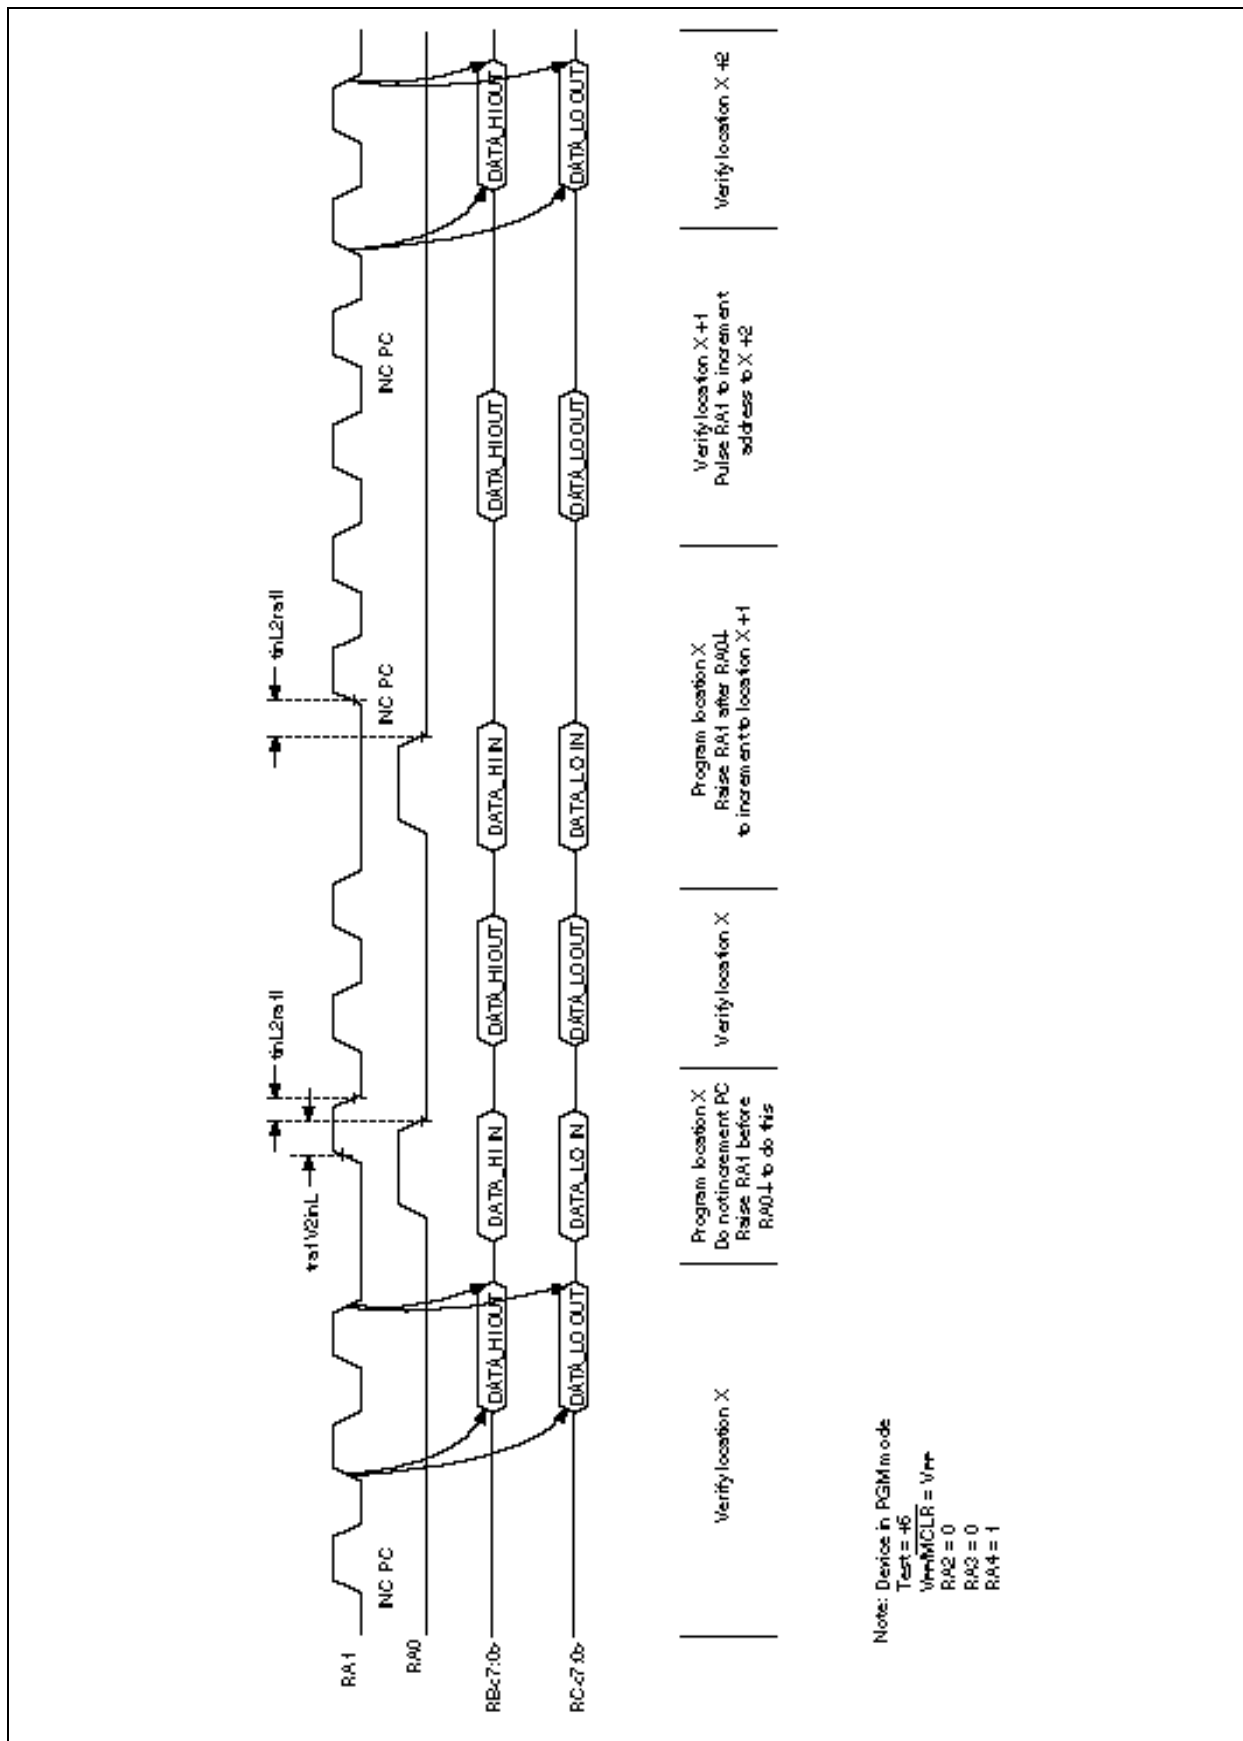 RA1
RA0
RB<7:0>
RC<7:0>
INC PC
INC PC
INC PC
tra1V2inL
tinL2ra1l
tinL2ra1l
DATA_HI OUT
DATA_HI IN
DATA_HI OUT
DATA_HI IN
DATA_HI OUT
DATA_HI OUT
DATA_LO OUT
DATA_LO IN
DATA_LO OUT
DATA_LO IN
DATA_LO OUT
DATA_LO OUT
Verify location X
Program location X
Do not increment PC
Raise RA1 before
RA0↓ to do this
Verify location X
Program location X
Raise RA1 after RA0↓
to increment to location X +1
Verify location X +1
Pulse RA1 to increment
address to X +2
Verify location X +2
Note: Device in PGM mode
Test =
VPP/MCLR = VPP
RA2 = 0
RA3 = 0
RA4 = 1